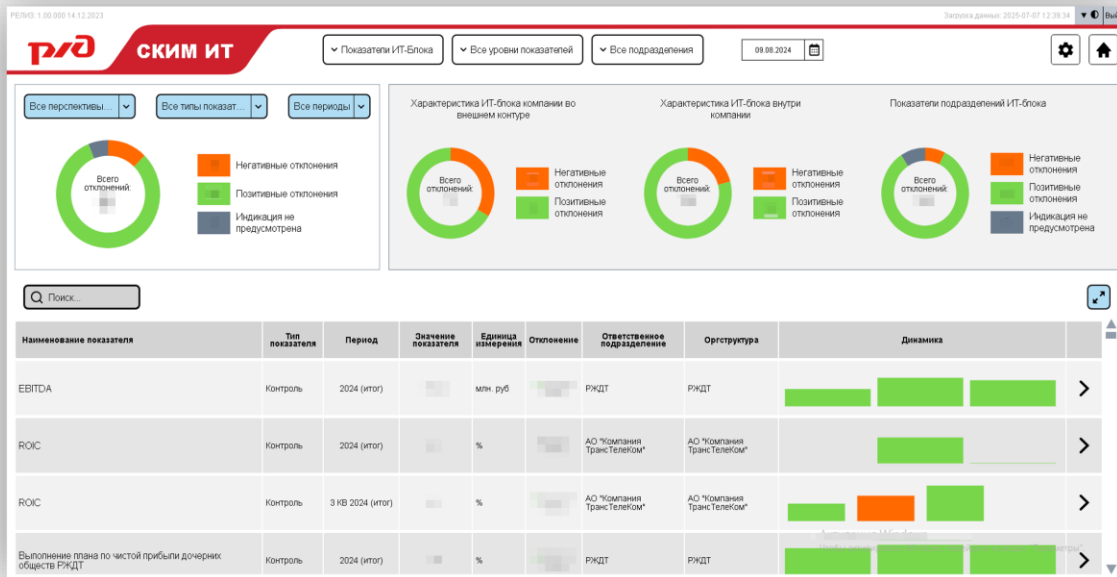 РЕЛИЗ: 1.00.000 14.12.2023
Загрузка данных: 2025-07-07 12:39:34
ржд
СКИМ ИТ
Показатели ИТ-Блока
Все уровни показателей
Все подразделения
09.08.2024
Все перспективы...
Все типы показат...
Все периоды
Всего
отклонений:
Негативные отклонения
Позитивные отклонения
Индикация не
предусмотрена
Характеристика ИТ-блока компании во
внешнем контуре
Всего
отклонений:
Негативные
отклонения
Позитивные
отклонения
Характеристика ИТ-блока внутри
компании
Всего
отклонений:
Негативные
отклонения
Позитивные
отклонения
Показатели подразделений ИТ-блока
Всего
отклонений:
Негативные
отклонения
Позитивные
отклонения
Индикация не
предусмотрена
Поиск...
Наименование показателя
Тип
показателя
Период
Значение
показателя
Единица
измерения
Отклонение
Ответственное
подразделение
Оргструктура
Динамика
EBITDA
Контроль
2024 (итог)
млн. руб
РЖДТ
РЖДТ
ROIC
Контроль
2024 (итог)
%
АО "Компания
ТрансТелеКом"
АО "Компания
ТрансТелеКом"
ROIC
Контроль
3 КВ 2024 (итог)
%
АО "Компания
ТрансТелеКом"
АО "Компания
ТрансТелеКом"
Выполнение плана по чистой прибыли дочерних
обществ РЖДТ
Контроль
2024 (итог)
%
РЖДТ
РЖДТ